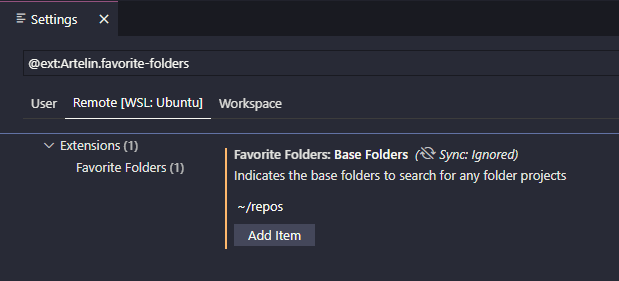 Settings
@ext:Artelin.favorite-folders
User Remote [WSL: Ubuntu] Workspace
Extensions (1)
Favorite Folders (1)
Favorite Folders: Base Folders ( Sync: Ignored)
Indicates the base folders to search for any folder projects
~/repos
Add Item